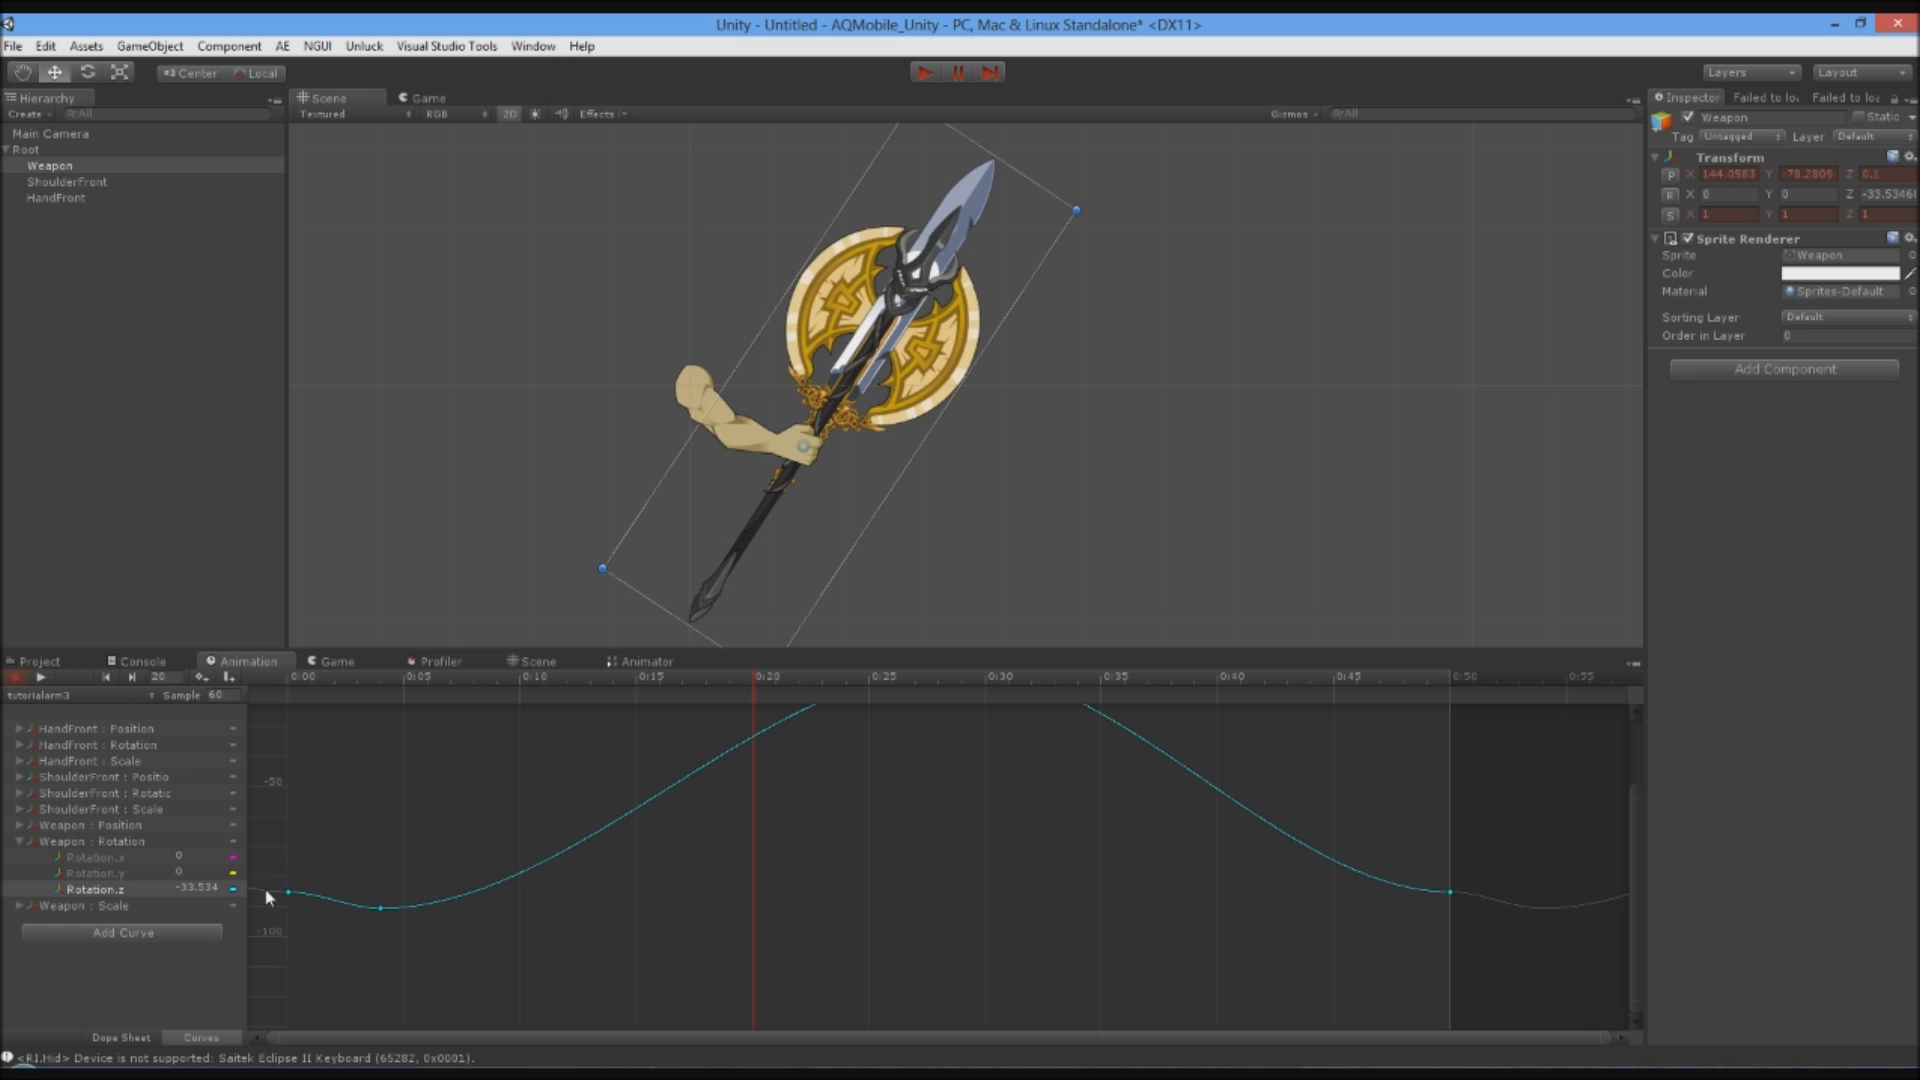 Unity - Untitled - AQMobile_Unity - PC, Mac & Linux Standalone* <DX11>
File Edit Assets GameObject Component AE NGUI Unluck Visual Studio Tools Window Help
Center Local
Layers Layout
Hierarchy
Create All
Main Camera
Root
Weapon
ShoulderFront
HandFront
Scene Game
Textured RGB 2D Effects Gizmos All
Inspector Failed to lo Failed to loa
Weapon Static
Tag Untagged Layer Default
Transform
P X 144.0583 Y -78.2809 Z 0.1
R X 0 Y 0 Z -33.5346
S X 1 Y 1 Z 1
Sprite Renderer
Sprite Weapon
Color
Material Sprites-Default
Sorting Layer Default
Order in Layer 0
Add Component
Project Console Animation Game Profiler Scene Animator
20 0:00 0:05 0:10 0:15 0:20 0:25 0:30 0:35 0:40 0:45 0:50 0:55
tutorialarm3 Sample 60
HandFront : Position
HandFront : Rotation
HandFront : Scale
ShoulderFront : Positio
ShoulderFront : Rotatic
ShoulderFront : Scale
Weapon : Position
Weapon : Rotation
Rotation.x 0
Rotation.y 0
Rotation.z -33.534
Weapon : Scale
Add Curve
-50
-100
Dope Sheet Curves
<RI.Hid> Device is not supported: Saitek Eclipse II Keyboard (65282, 0x0001).